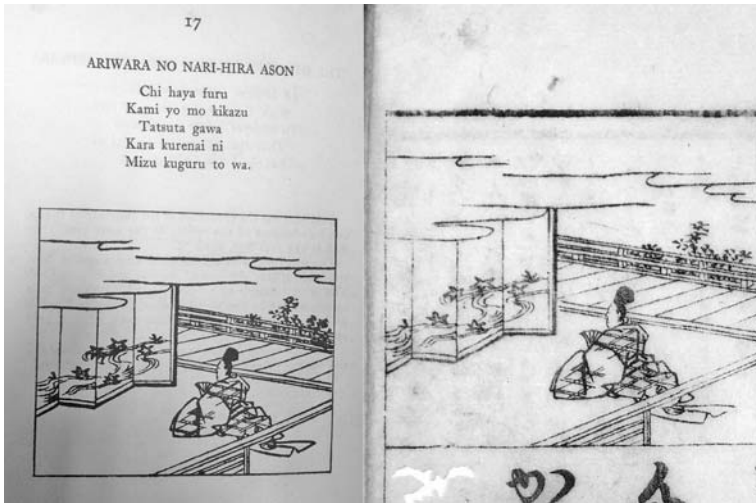 17
ARIWARA NO NARI-HIRA ASON
Chi haya furu
Kami yo mo kikazu
Tatsuta gawa
Kara kurenai ni
Mizu kuguru to wa.